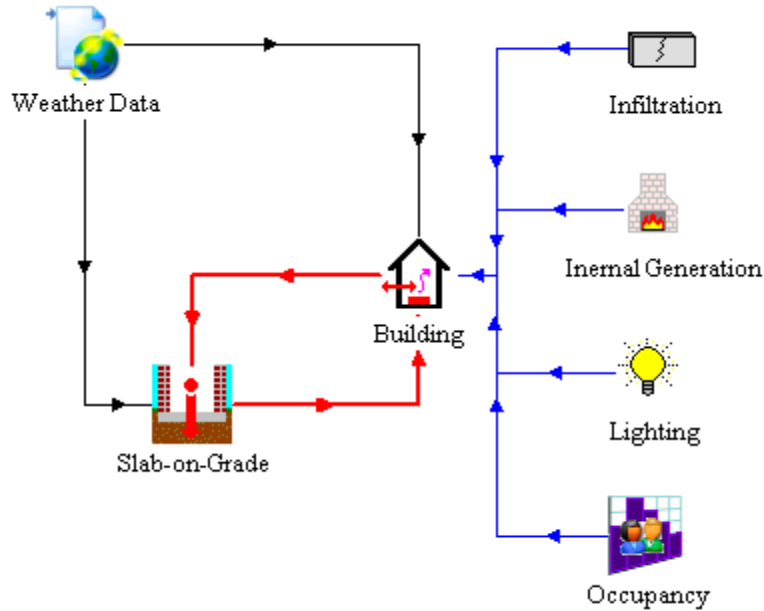 Weather Data
Infiltration
Inernal Generation
Building
Lighting
Slab-on-Grade
Occupancy